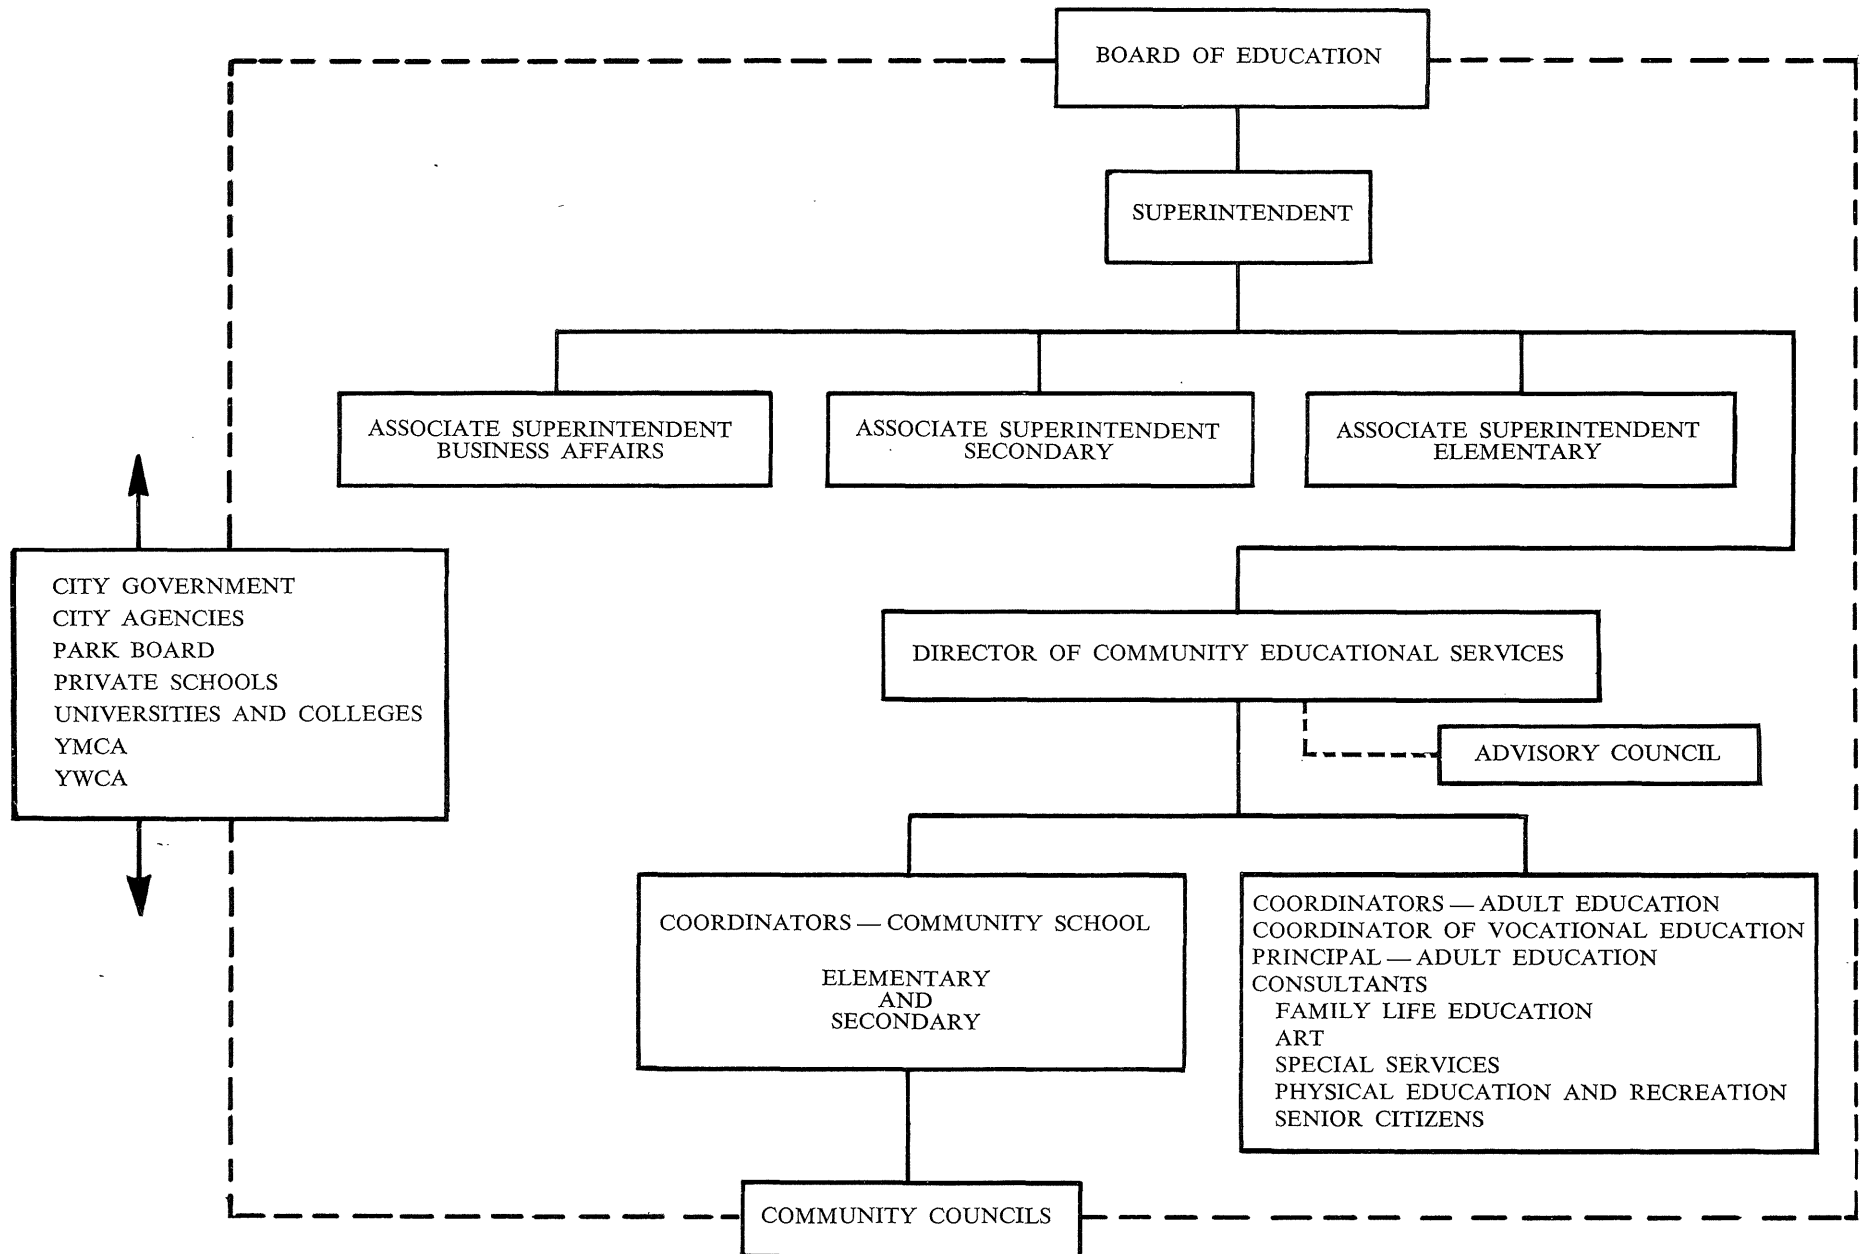 BOARD OF EDUCATION
SUPERINTENDENT
ASSOCIATE SUPERINTENDENT
BUSINESS AFFAIRS
ASSOCIATE SUPERINTENDENT
SECONDARY
ASSOCIATE SUPERINTENDENT
ELEMENTARY
CITY GOVERNMENT
CITY AGENCIES
PARK BOARD
PRIVATE SCHOOLS
UNIVERSITIES AND COLLEGES
YMCA
YWCA
DIRECTOR OF COMMUNITY EDUCATIONAL SERVICES
ADVISORY COUNCIL
COORDINATORS — COMMUNITY SCHOOL
ELEMENTARY
AND
SECONDARY
COORDINATORS — ADULT EDUCATION
COORDINATOR OF VOCATIONAL EDUCATION
PRINCIPAL — ADULT EDUCATION
CONSULTANTS
FAMILY LIFE EDUCATION
ART
SPECIAL SERVICES
PHYSICAL EDUCATION AND RECREATION
SENIOR CITIZENS
COMMUNITY COUNCILS